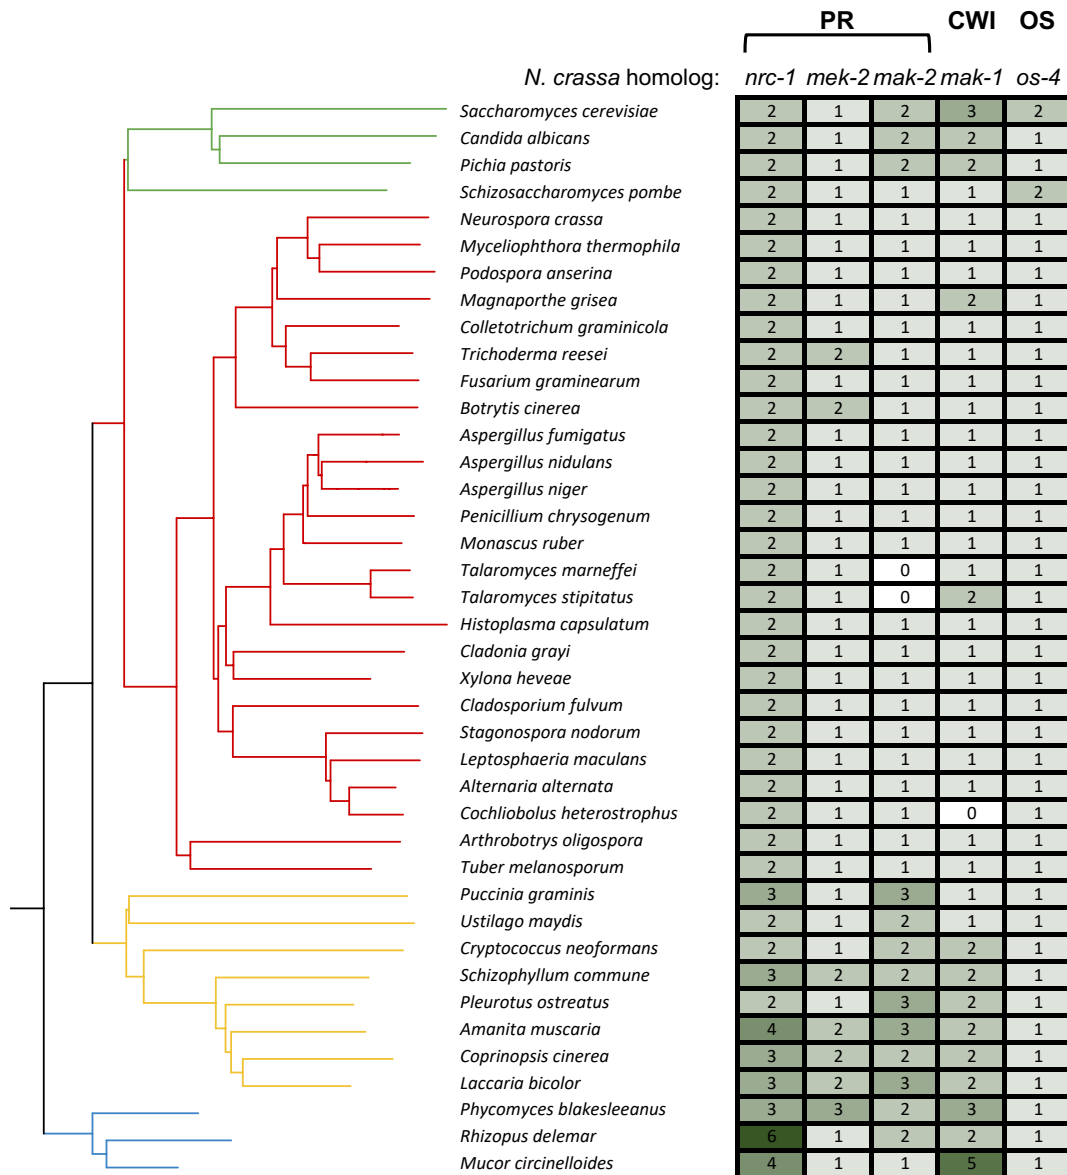 PR CWI OS
N. crassa homolog: nrc-1 mek-2 mak-2 mak-1 os-4
Saccharomyces cerevisiae 2 1 2 3 2
Candida albicans 2 1 2 2 1
Pichia pastoris 2 1 2 2 1
Schizosaccharomyces pombe 2 1 1 1 2
Neurospora crassa 2 1 1 1 1
Myceliophthora thermophila 2 1 1 1 1
Podospora anserina 2 1 1 1 1
Magnaporthe grisea 2 1 1 2 1
Colletotrichum graminicola 2 1 1 1 1
Trichoderma reesei 2 2 1 1 1
Fusarium graminearum 2 1 1 1 1
Botrytis cinerea 2 2 1 1 1
Aspergillus fumigatus 2 1 1 1 1
Aspergillus nidulans 2 1 1 1 1
Aspergillus niger 2 1 1 1 1
Penicillium chrysogenum 2 1 1 1 1
Monascus ruber 2 1 1 1 1
Talaromyces marneffei 2 1 0 1 1
Talaromyces stipitatus 2 1 0 2 1
Histoplasma capsulatum 2 1 1 1 1
Cladonia grayi 2 1 1 1 1
Xylona heveae 2 1 1 1 1
Cladosporium fulvum 2 1 1 1 1
Stagonospora nodorum 2 1 1 1 1
Leptosphaeria maculans 2 1 1 1 1
Alternaria alternata 2 1 1 1 1
Cochliobolus heterostrophus 2 1 1 0 1
Arthrobotrys oligospora 2 1 1 1 1
Tuber melanosporum 2 1 1 1 1
Puccinia graminis 3 1 3 1 1
Ustilago maydis 2 1 2 1 1
Cryptococcus neoformans 2 1 2 2 1
Schizophyllum commune 3 2 2 2 1
Pleurotus ostreatus 2 1 3 2 1
Amanita muscaria 4 2 3 2 1
Coprinopsis cinerea 3 2 2 2 1
Laccaria bicolor 3 2 3 2 1
Phycomyces blakesleeanus 3 3 2 3 1
Rhizopus delemar 6 1 2 2 1
Mucor circinelloides 4 1 1 5 1